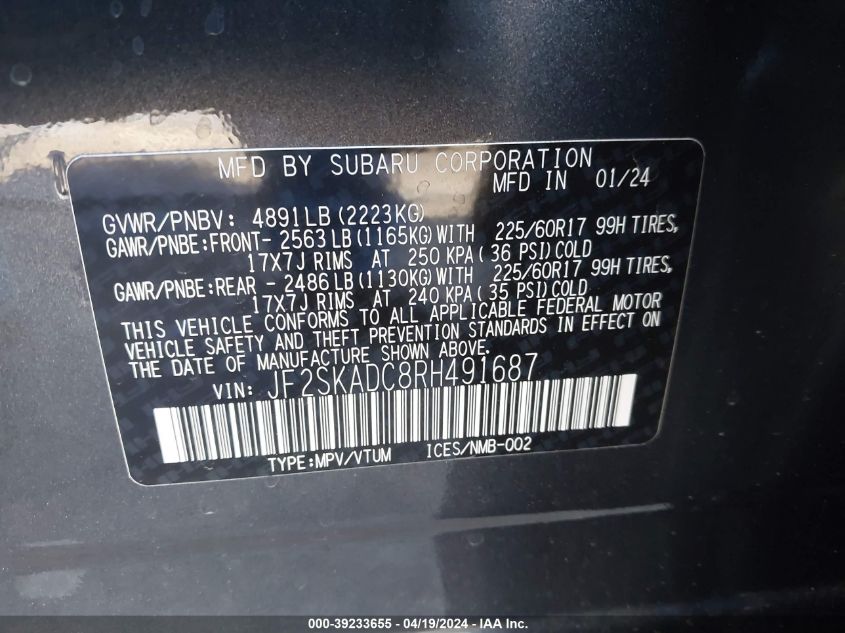 MFD BY SUBARU CORPORATION
MFD IN 01/24
GVWR/PNBV: 4891LB(2223KG)
GAWR/PNBE:FRONT- 2563LB(1165KG)WITH 225/60R17 99H TIRES,
17X7J RIMS AT 250 KPA( 36 PSI)COLD
GAWR/PNBE:REAR - 2486LB(1130KG)WITH 225/60R17 99H TIRES,
17X7J RIMS AT 240 KPA( 35 PSI)COLD
THIS VEHICLE CONFORMS TO ALL APPLICABLE FEDERAL MOTOR
VEHICLE SAFETY AND THEFT PREVENTION STANDARDS IN EFFECT ON
THE DATE OF MANUFACTURE SHOWN ABOVE.
VIN: JF2SKADC8RH491687
TYPE:MPV/VTUM ICES/NMB-002
000-39233655 - 04/19/2024 - IAA Inc.